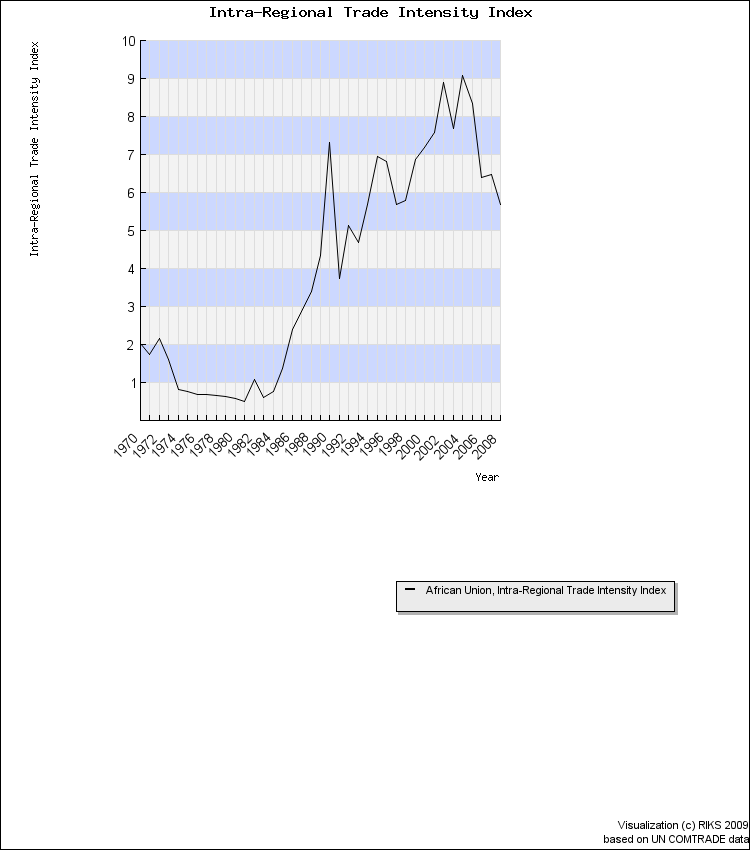 Intra-Regional Trade Intensity Index
Intra-Regional Trade Intensity Index
10
9
8
7
6
5
4
3
2
1
1970 1972 1974 1976 1978 1980 1982 1984 1986 1988 1990 1992 1994 1996 1998 2000 2002 2004 2006 2008
Year
African Union, Intra-Regional Trade Intensity Index
Visualization (c) RIKS 2009
based on UN COMTRADE data